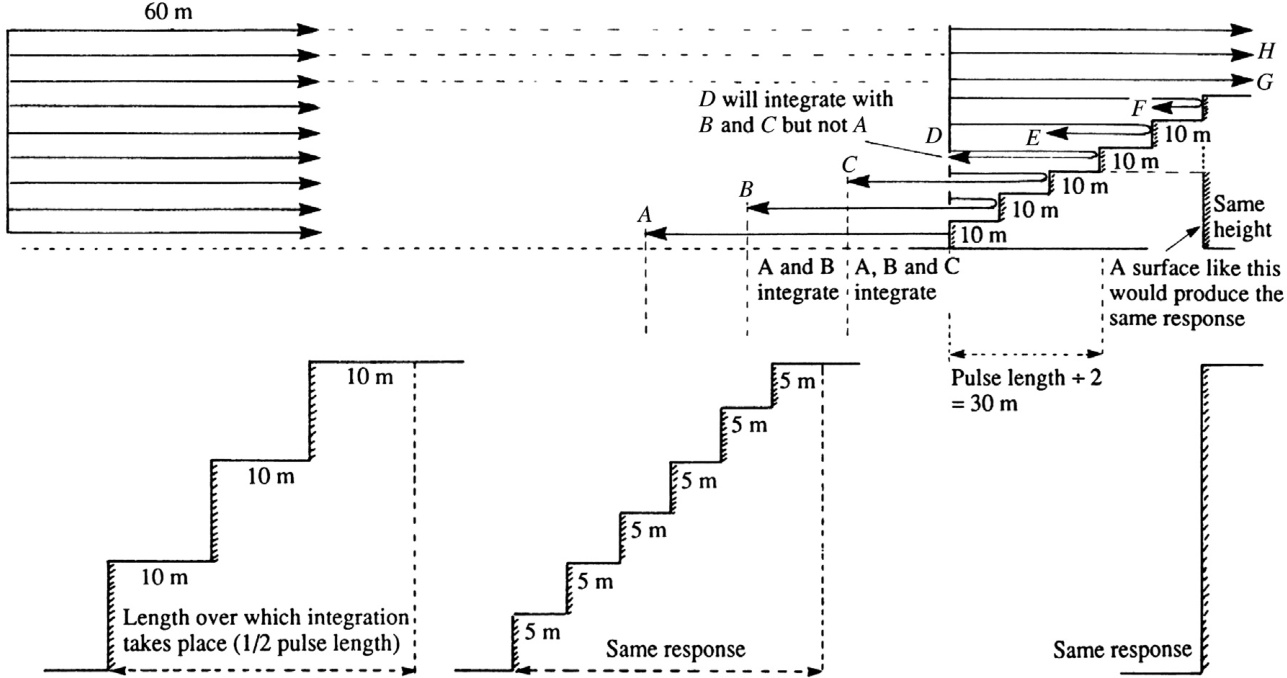 60 m
H
G
D will integrate with
B and C but not A
F
D
E
10 m
10 m
C
10 m
B
10 m
A
10 m
Same
height
A and B
integrate
A, B and C
integrate
A surface like this
would produce the
same response
Pulse length ÷ 2
= 30 m
10 m
10 m
10 m
Length over which integration
takes place (1/2 pulse length)
5 m
5 m
5 m
5 m
5 m
5 m
Same response
Same response